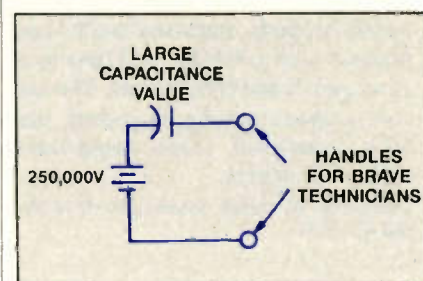 LARGE
CAPACITANCE
VALUE
250,000V
HANDLES
FOR BRAVE
TECHNICIANS